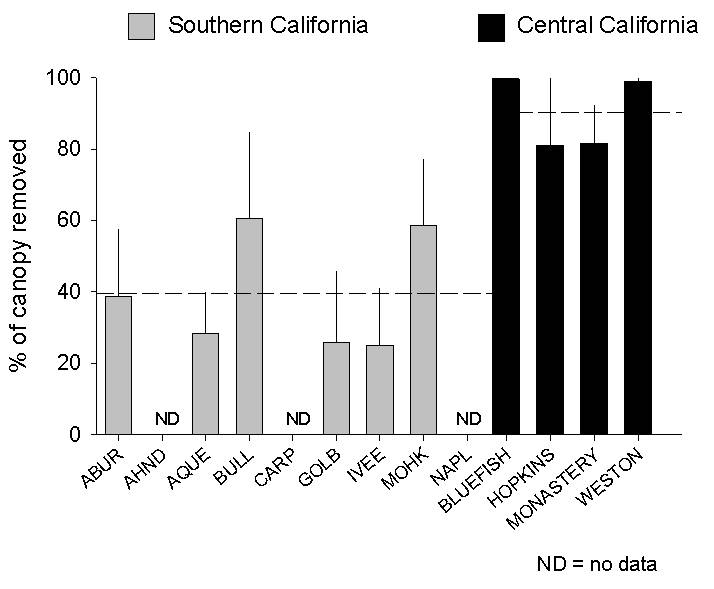 Southern California Central California
% of canopy removed
100
80
60
40
20
0
ND ND ND
ABUR AHND AQUE BULL CARP GOLB IVEE MOHK NAPL BLUEFISH HOPKINS MONASTERY WESTON
ND = no data